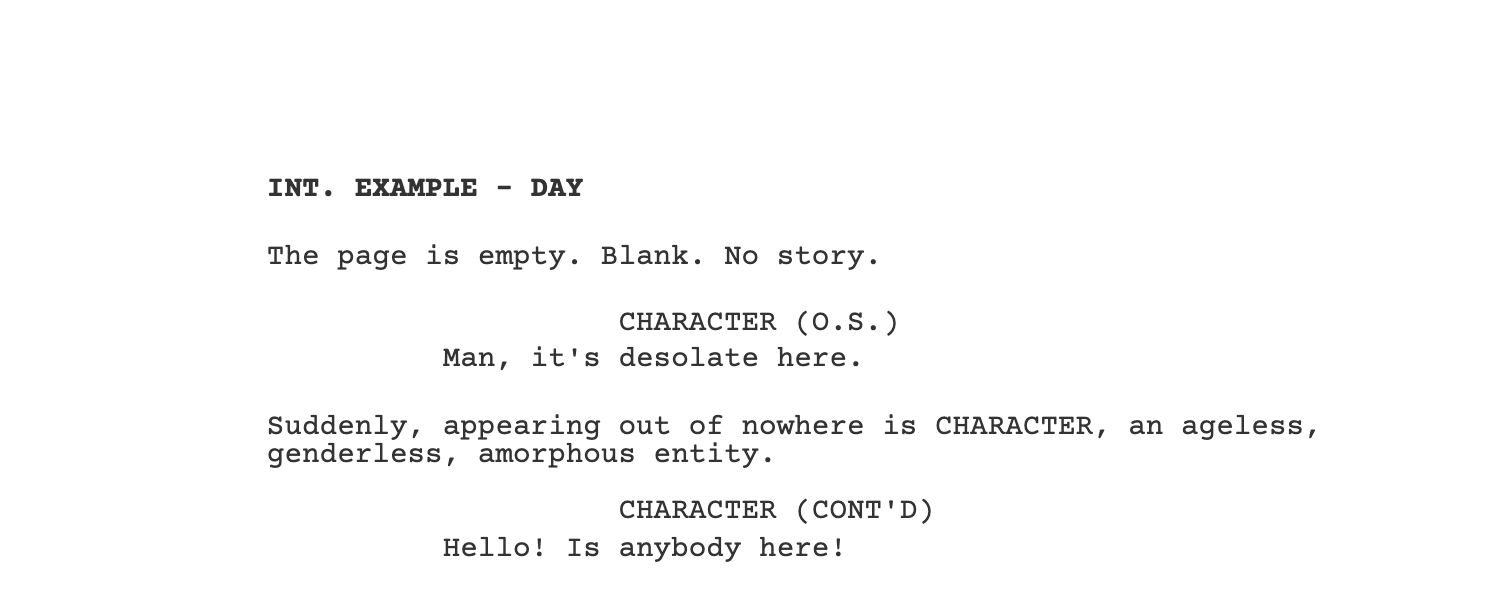 INT. EXAMPLE - DAY
The page is empty. Blank. No story.
CHARACTER (O.S.)
Man, it's desolate here.
Suddenly, appearing out of nowhere is CHARACTER, an ageless,
genderless, amorphous entity.
CHARACTER (CONT'D)
Hello! Is anybody here!